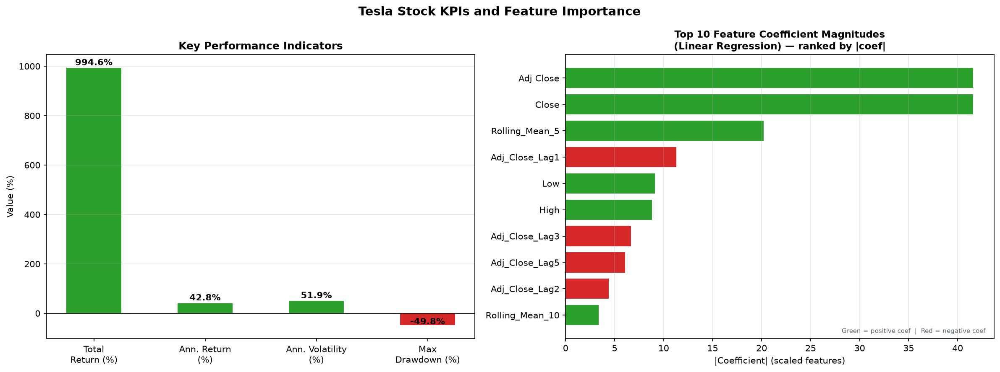 Tesla Stock KPIs and Feature Importance
Key Performance Indicators
Value (%)
1000
800
600
400
200
0
994.6%
42.8%
51.9%
-49.8%
Total
Return (%)
Ann. Return
(%)
Ann. Volatility
(%)
Max
Drawdown (%)
Top 10 Feature Coefficient Magnitudes
(Linear Regression) — ranked by |coef|
Adj Close
Close
Rolling_Mean_5
Adj_Close_Lag1
Low
High
Adj_Close_Lag3
Adj_Close_Lag5
Adj_Close_Lag2
Rolling_Mean_10
Green = positive coef | Red = negative coef
0 5 10 15 20 25 30 35 40
|Coefficient| (scaled features)